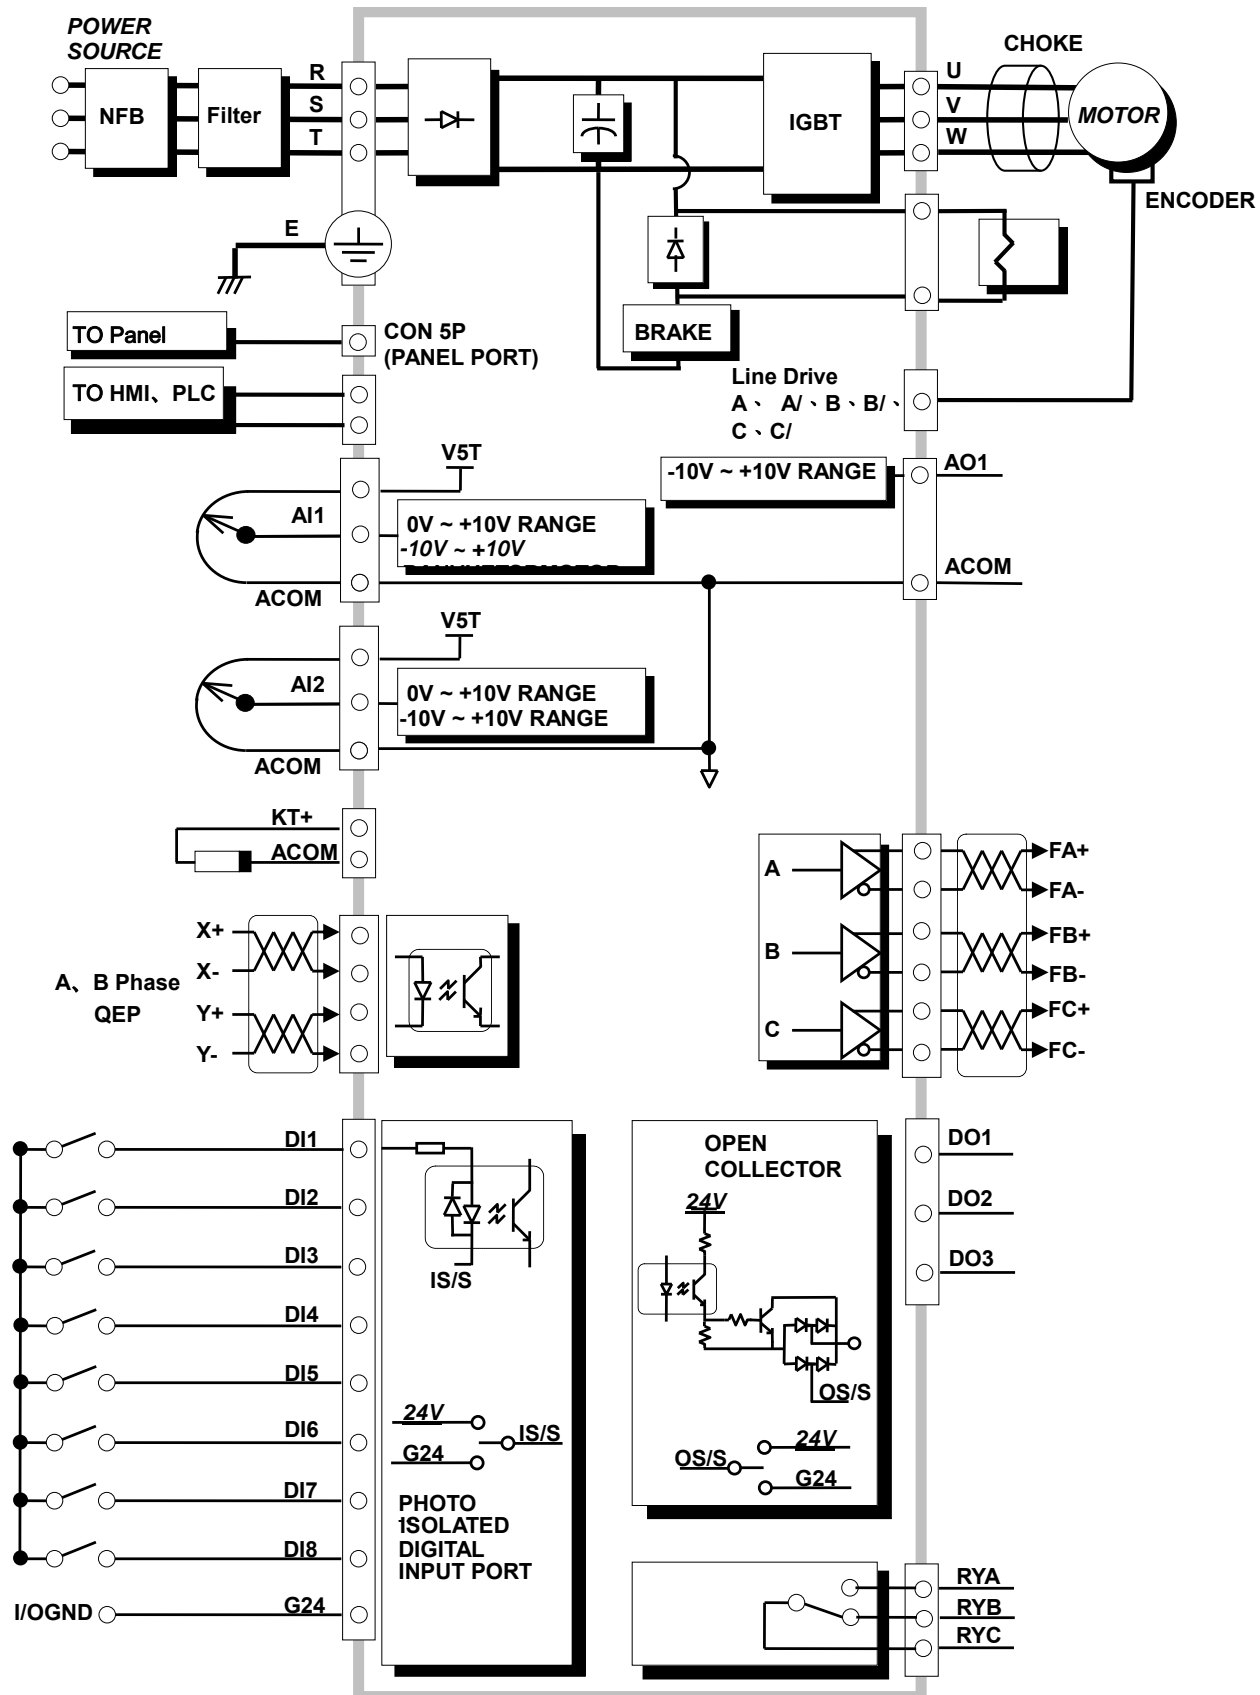 POWER
SOURCE
NFB
Filter
R
S
T
IGBT
U
V
W
CHOKE
MOTOR
ENCODER
E
BRAKE
TO Panel
CON 5P
(PANEL PORT)
TO HMI、PLC
Line Drive
A、 A/、B、B/、
C、C/
V5T
-10V ~ +10V RANGE
AO1
AI1
0V ~ +10V RANGE
-10V ~ +10V
ACOM
ACOM
V5T
AI2
0V ~ +10V RANGE
-10V ~ +10V RANGE
ACOM
KT+
ACOM
A
FA+
FA-
X+
X-
A、B Phase
QEP
Y+
Y-
B
FB+
FB-
C
FC+
FC-
DI1
DI2
DI3
DI4
DI5
DI6
DI7
DI8
I/OGND
G24
IS/S
24V
IS/S
G24
PHOTO
ISOLATED
DIGITAL
INPUT PORT
OPEN
COLLECTOR
24V
OS/S
24V
OS/S
G24
DO1
DO2
DO3
RYA
RYB
RYC